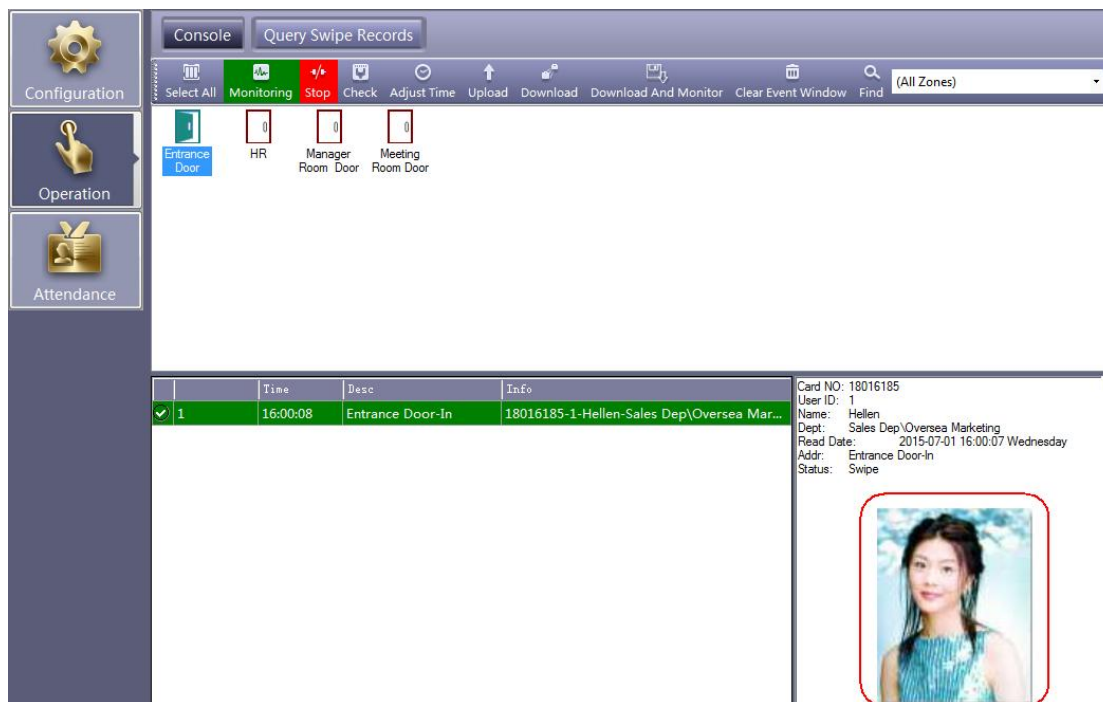 Console
Query Swipe Records
Configuration
Operation
Attendance
Select All
Monitoring
Stop
Check
Adjust Time
Upload
Download
Download And Monitor
Clear Event Window
Find
(All Zones)
Entrance
Door
HR
Manager
Room Door
Meeting
Room Door
Time Desc Info
1 16:00:08 Entrance Door-In 18016185-1-Hellen-Sales Dep\Oversea Mar...
Card NO: 18016185
User ID: 1
Name: Hellen
Dept: Sales Dep\Oversea Marketing
Read Date: 2015-07-01 16:00:07 Wednesday
Addr: Entrance Door-In
Status: Swipe